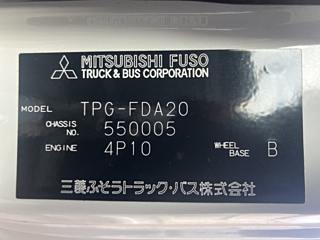 MITSUBISHI FUSO
TRUCK & BUS CORPORATION
MODEL TPG-FDA20
CHASSIS NO. 550005
ENGINE 4P10 WHEEL BASE B
三菱ふそうトラック・バス株式会社